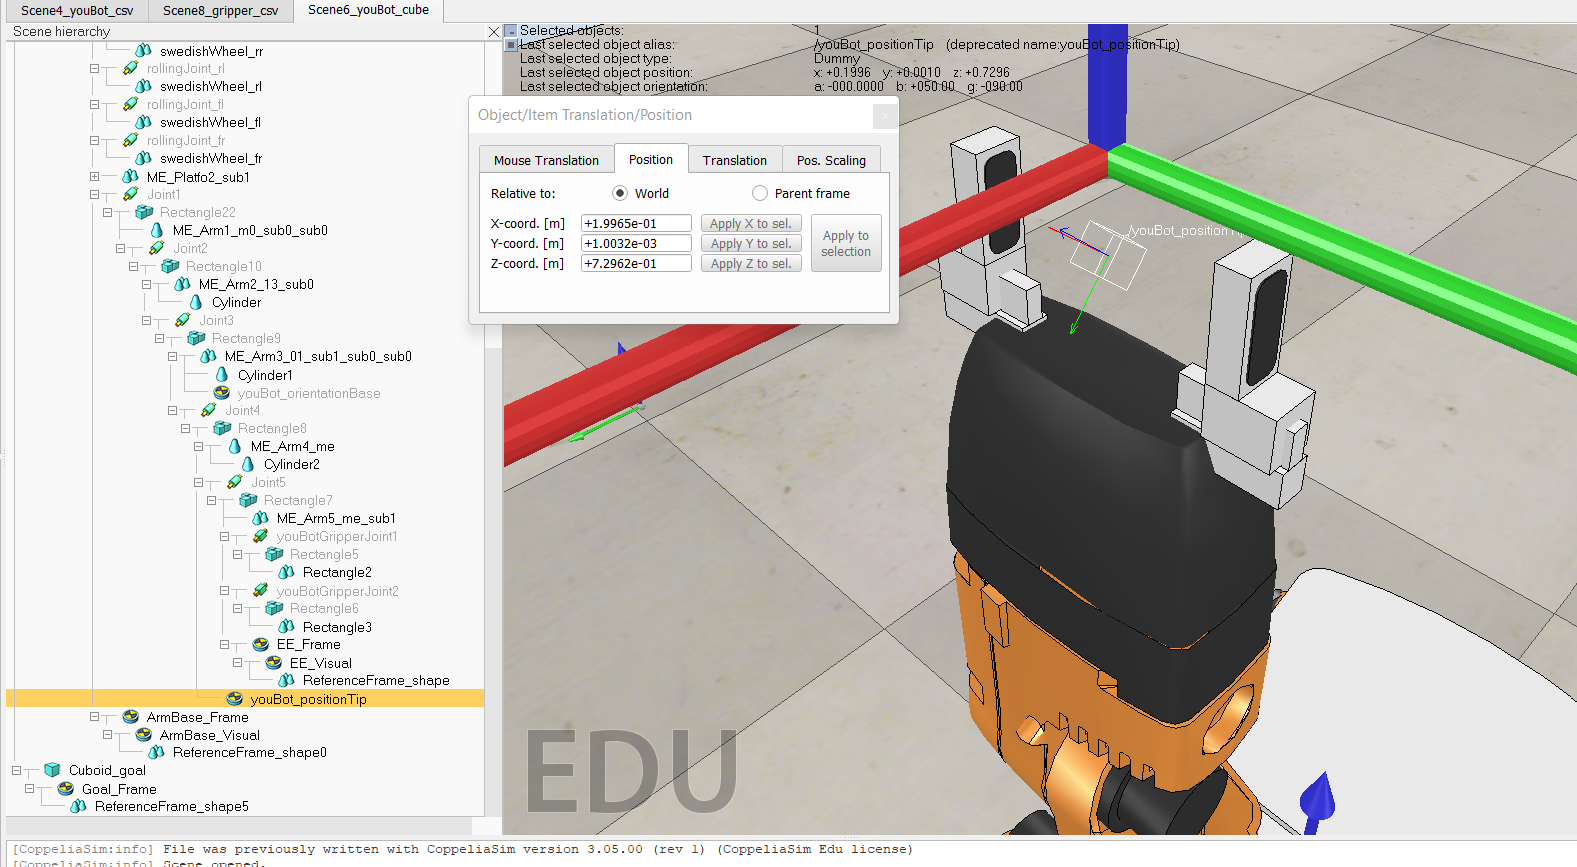 Scene4_youBot_csv
Scene8_gripper_csv
Scene6_youBot_cube
Scene hierarchy
swedishWheel_rr
rollingJoint_rl
swedishWheel_rl
rollingJoint_fl
swedishWheel_fl
rollingJoint_fr
swedishWheel_fr
ME_Platfo2_sub1
Joint1
Rectangle22
ME_Arm1_m0_sub0_sub0
Joint2
Rectangle10
ME_Arm2_13_sub0
Cylinder
Joint3
Rectangle9
ME_Arm3_01_sub1_sub0_sub0
Cylinder1
youBot_orientationBase
Joint4
Rectangle8
ME_Arm4_me
Cylinder2
Joint5
Rectangle7
ME_Arm5_me_sub1
youBotGripperJoint1
Rectangle5
Rectangle2
youBotGripperJoint2
Rectangle6
Rectangle3
EE_Frame
EE_Visual
ReferenceFrame_shape
youBot_positionTip
ArmBase_Frame
ArmBase_Visual
ReferenceFrame_shape0
Cuboid_goal
Goal_Frame
ReferenceFrame_shape5
Selected objects: 1
Last selected object alias: /youBot_positionTip (deprecated name:youBot_positionTip)
Last selected object type: Dummy
Last selected object position: x: +0.1996 y: +0.0010 z: +0.7296
Last selected object orientation: a: -000.0000 b: +050.00 g: -090.00
Object/Item Translation/Position
Mouse Translation Position Translation Pos. Scaling
Relative to: World Parent frame
X-coord. [m] +1.9965e-01 Apply X to sel.
Y-coord. [m] +1.0032e-03 Apply Y to sel.
Z-coord. [m] +7.2962e-01 Apply Z to sel.
Apply to
selection
/youBot_positionTip
EDU
[CoppeliaSim:info] File was previously written with CoppeliaSim version 3.05.00 (rev 1) (CoppeliaSim Edu license)
[CoppeliaSim:info] Scene opened.